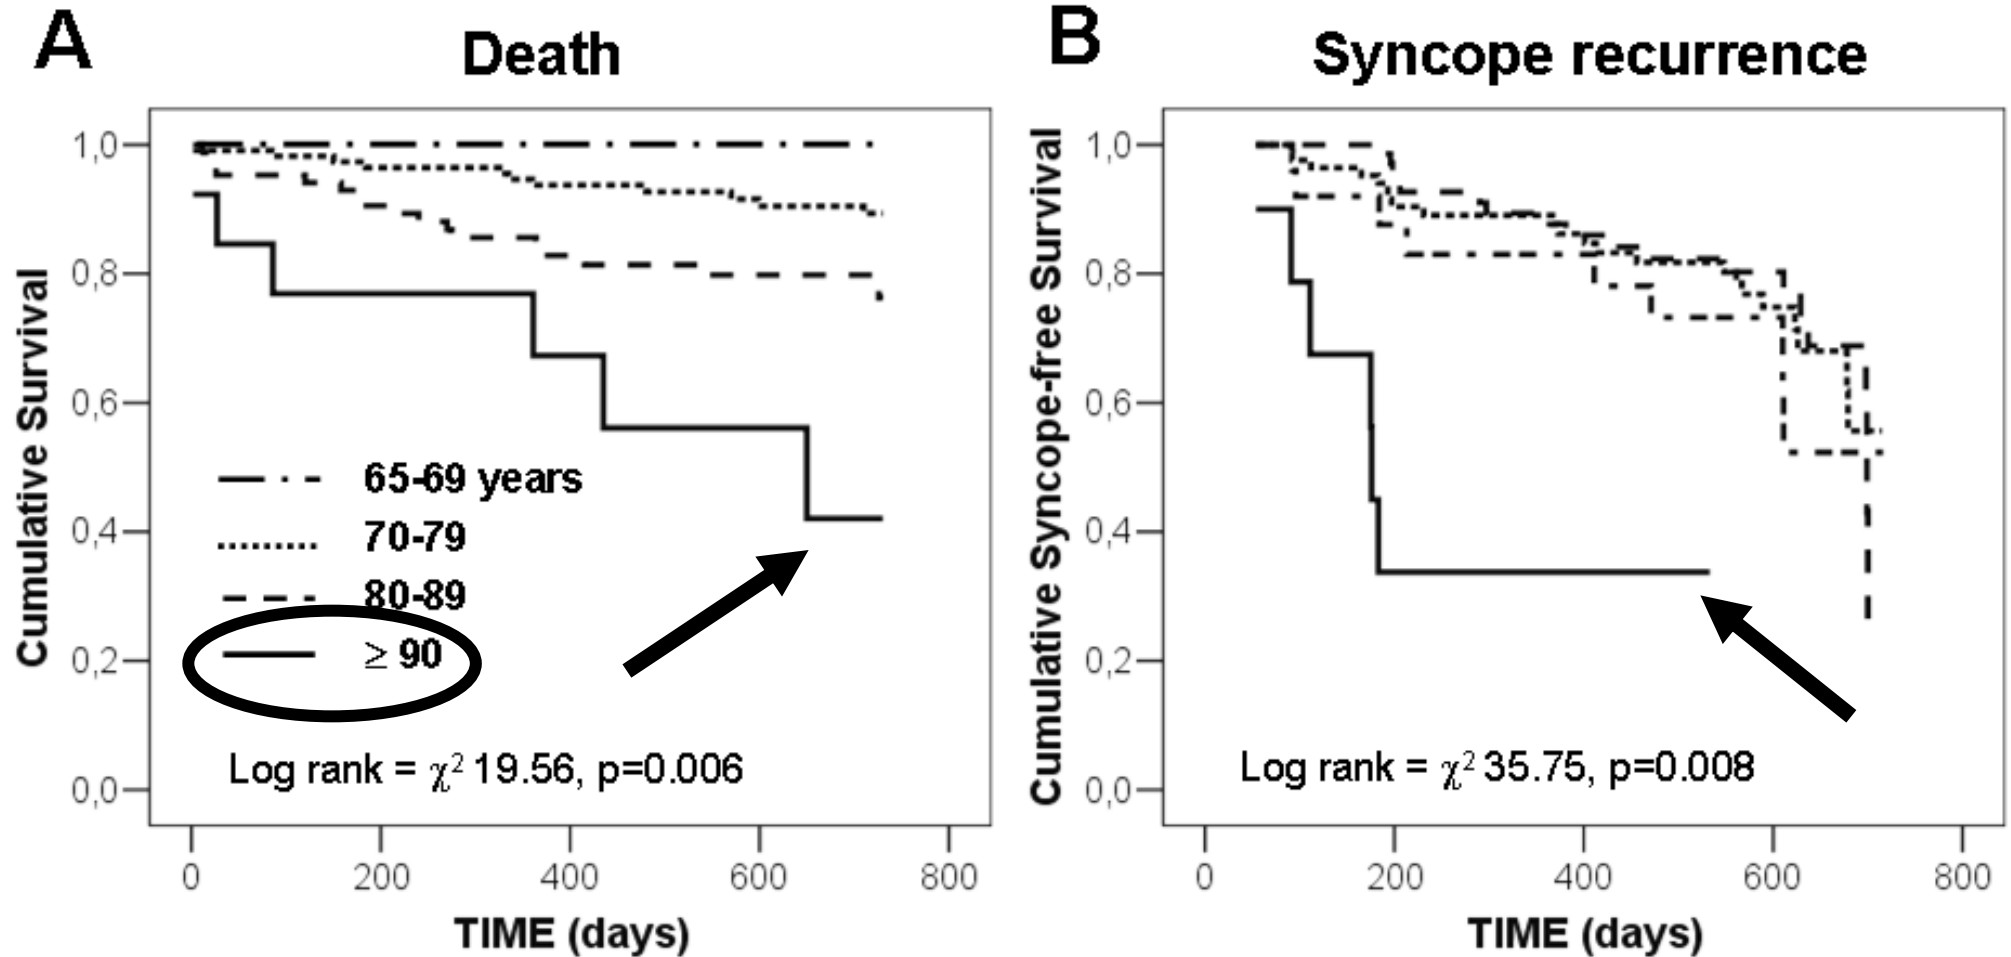 A
Death
Cumulative Survival
1,0
0,8
0,6
0,4
0,2
0,0
65-69 years
70-79
80-89
≥ 90
Log rank = χ² 19.56, p=0.006
0 200 400 600 800
TIME (days)
B
Syncope recurrence
Cumulative Syncope-free Survival
1,0
0,8
0,6
0,4
0,2
0,0
Log rank = χ² 35.75, p=0.008
0 200 400 600 800
TIME (days)